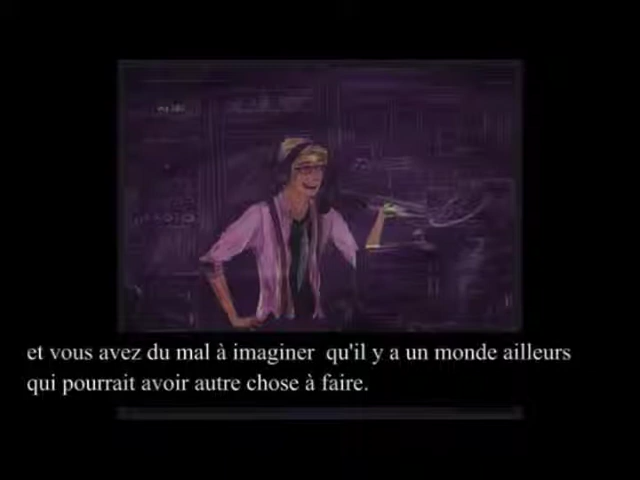 et vous avez du mal à imaginer  qu'il y a un monde ailleurs
qui pourrait avoir autre chose à faire.